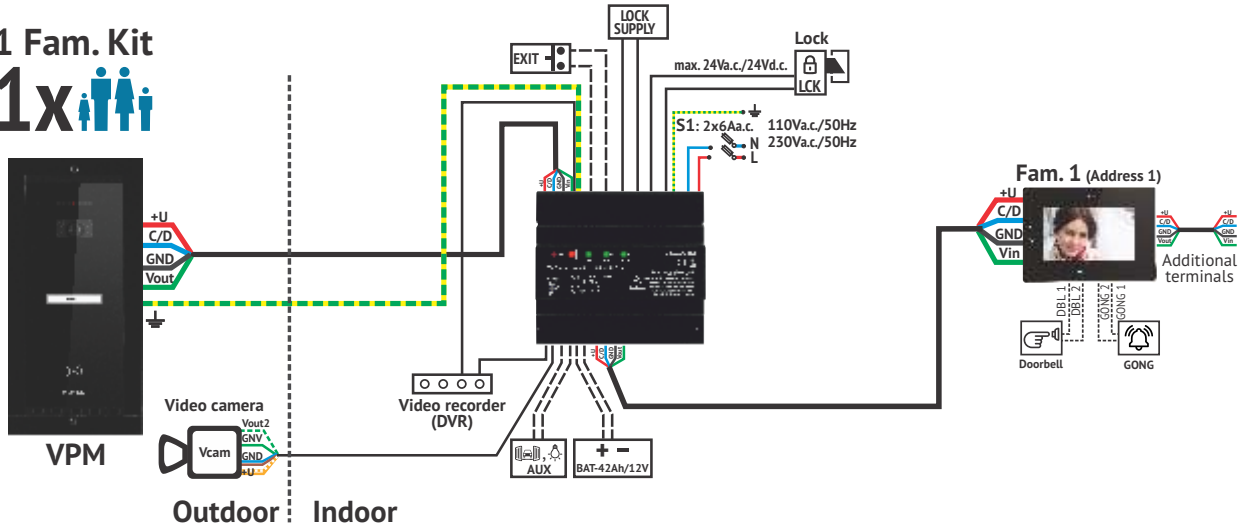 1 Fam. Kit
1x
LOCK
SUPPLY
EXIT
Lock
max. 24Va.c./24Vd.c.
LCK
S1: 2x6Aa.c.
110Va.c./50Hz
N
230Va.c./50Hz
L
+U
C/D
GND
Vin
+U
C/D
GND
Vout
VPM
Fam. 1 (Address 1)
+U
C/D
GND
Vin
+U
C/D
GND
Vout
+U
C/D
GND
Vin
Additional
terminals
DBL 1
DBL 2
GONG 2
GONG 1
Doorbell
GONG
+U
C/D
GND
Vout
Video recorder
(DVR)
Video camera
Vcam
Vout2
GNV
GND
+U
AUX
+ −
BAT-42Ah/12V
Outdoor
Indoor